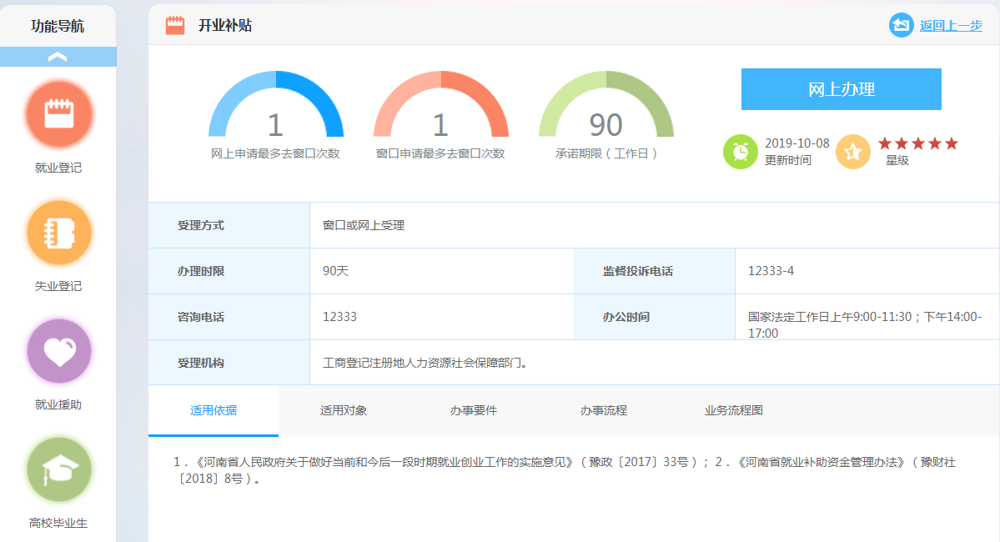 功能导航
就业登记
失业登记
就业援助
高校毕业生
开业补贴
返回上一步
1
网上申请最多去窗口次数
1
窗口申请最多去窗口次数
90
承诺期限（工作日）
网上办理
2019-10-08
更新时间
星级
受理方式
窗口或网上受理
办理时限
90天
监督投诉电话
12333-4
咨询电话
12333
办公时间
国家法定工作日上午9:00-11:30；下午14:00-
17:00
受理机构
工商登记注册地人力资源社会保障部门。
适用依据
适用对象
办事要件
办事流程
业务流程图
1．《河南省人民政府关于做好当前和今后一段时期就业创业工作的实施意见》（豫政〔2017〕33号）；2．《河南省就业补助资金管理办法》（豫财社
〔2018〕8号）。